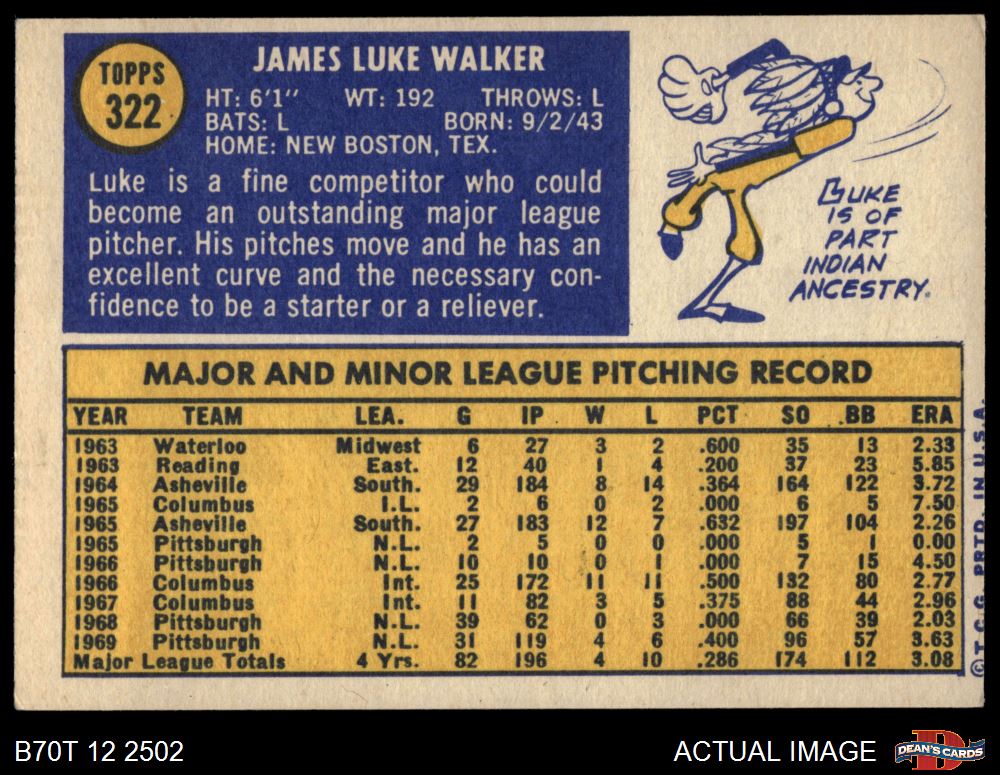 TOPPS
322
JAMES LUKE WALKER
HT: 6'1" WT: 192 THROWS: L
BATS: L BORN: 9/2/43
HOME: NEW BOSTON, TEX.
Luke is a fine competitor who could
become an outstanding major league
pitcher. His pitches move and he has an
excellent curve and the necessary con-
fidence to be a starter or a reliever.
LUKE
IS OF
PART
INDIAN
ANCESTRY.
MAJOR AND MINOR LEAGUE PITCHING RECORD
YEAR TEAM LEA. G IP W L PCT SO BB ERA
1963 Waterloo Midwest 6 27 3 2 .600 35 13 2.33
1963 Reading East. 12 40 1 4 .200 37 23 5.85
1964 Asheville South. 29 184 8 14 .364 164 122 3.72
1965 Columbus I.L. 2 6 0 2 .000 6 5 7.50
1965 Asheville South. 27 183 12 7 .632 197 104 2.26
1965 Pittsburgh N.L. 2 5 0 0 .000 5 1 0.00
1966 Pittsburgh N.L. 10 10 0 1 .000 7 15 4.50
1966 Columbus Int. 25 172 11 11 .500 132 80 2.77
1967 Columbus Int. 11 82 3 5 .375 88 44 2.96
1968 Pittsburgh N.L. 39 62 0 3 .000 66 39 2.03
1969 Pittsburgh N.L. 31 119 4 6 .400 96 57 3.63
Major League Totals 4 Yrs. 82 196 4 10 .286 174 112 3.08
©T.C.G. PRTD. IN U.S.A.
B70T 12 2502
ACTUAL IMAGE
DEAN'S CARDS